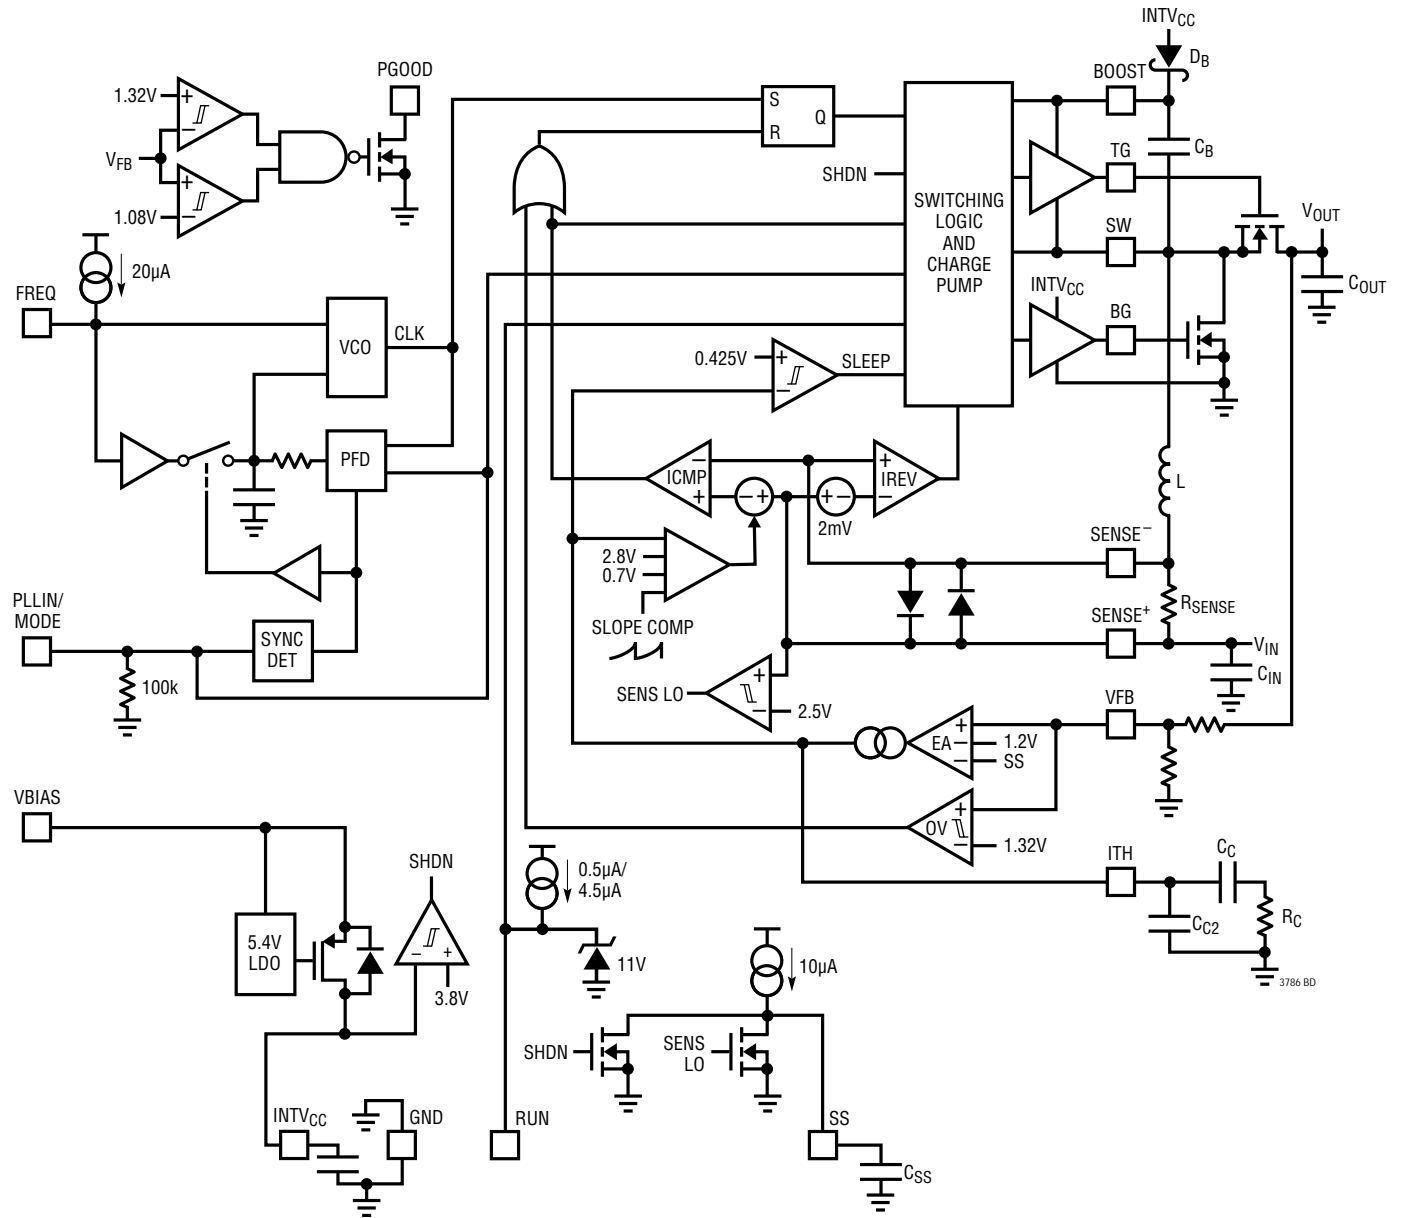 INTVCC
DB
BOOST
PGOOD
1.32V
+
–
VFB
+
–
1.08V
S
R
Q
SHDN
SWITCHING
LOGIC
AND
CHARGE
PUMP
CB
TG
SW
VOUT
COUT
INTVCC
BG
20µA
FREQ
VCO
CLK
0.425V
+
–
SLEEP
PFD
ICMP
–
+
– +
+ –
2mV
+
IREV
–
L
2.8V
0.7V
SLOPE COMP
SENSE–
RSENSE
SENSE+
VIN
CIN
PLLIN/
MODE
SYNC
DET
100k
SENS LO
+
–
2.5V
VFB
EA
+
–
–
1.2V
SS
OV
+
–
1.32V
ITH
CC
CC2
RC
3786 BD
VBIAS
SHDN
5.4V
LDO
–
+
3.8V
0.5µA/
4.5µA
11V
10µA
SHDN
SENS
LO
INTVCC
GND
RUN
SS
CSS